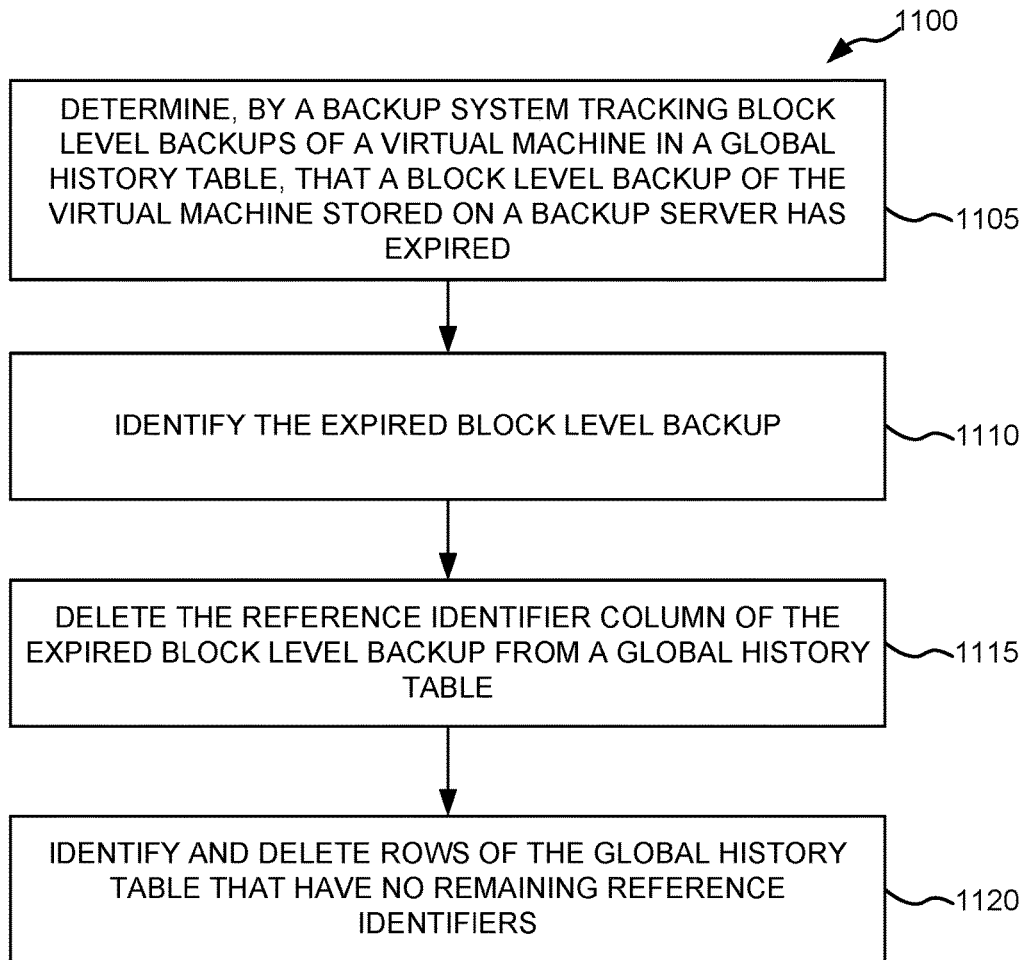 1100
DETERMINE, BY A BACKUP SYSTEM TRACKING BLOCK
LEVEL BACKUPS OF A VIRTUAL MACHINE IN A GLOBAL
HISTORY TABLE, THAT A BLOCK LEVEL BACKUP OF THE
VIRTUAL MACHINE STORED ON A BACKUP SERVER HAS
EXPIRED
1105
IDENTIFY THE EXPIRED BLOCK LEVEL BACKUP
1110
DELETE THE REFERENCE IDENTIFIER COLUMN OF THE
EXPIRED BLOCK LEVEL BACKUP FROM A GLOBAL HISTORY
TABLE
1115
IDENTIFY AND DELETE ROWS OF THE GLOBAL HISTORY
TABLE THAT HAVE NO REMAINING REFERENCE
IDENTIFIERS
1120